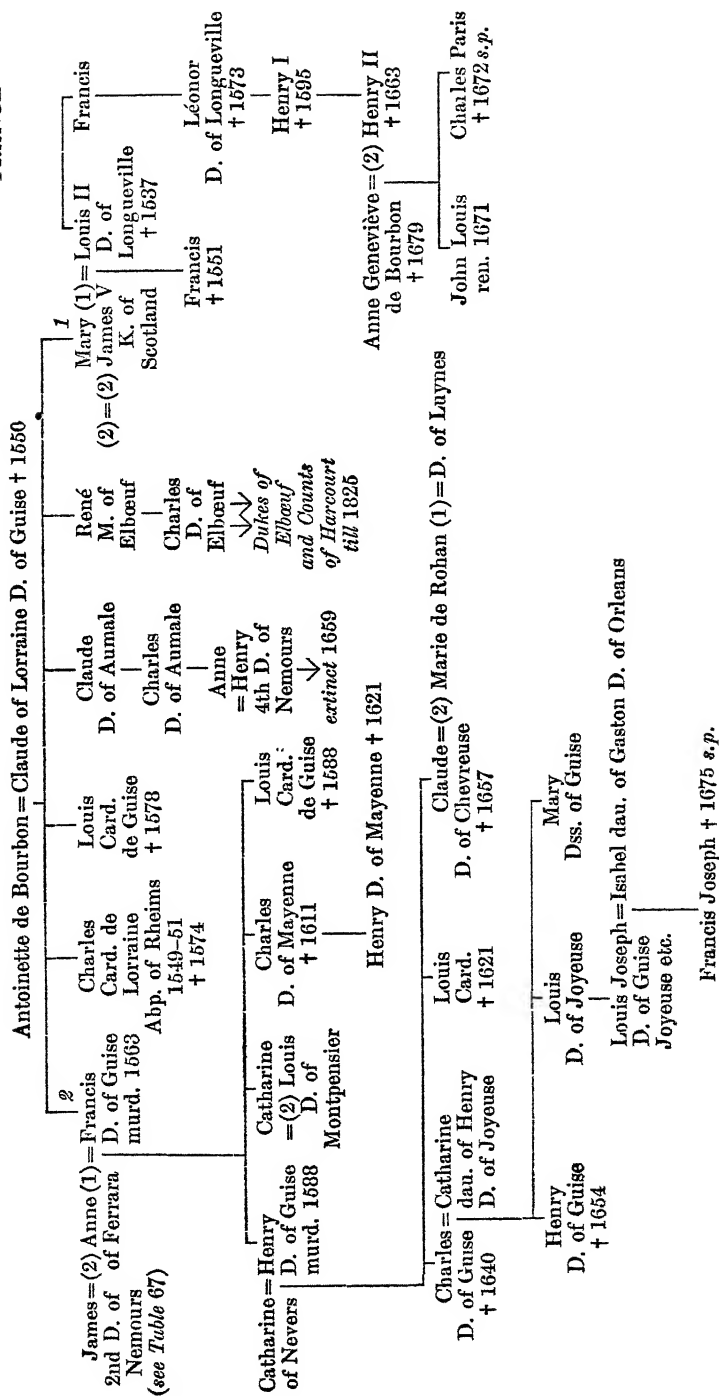 Antoinette de Bourbon = Claude of Lorraine D. of Guise † 1550
2
1
James = (2) Anne (1) = Francis
2nd D. of of Ferrara D. of Guise
Nemours murd. 1563
(see Table 67)
Charles
Card. de
Lorraine
Abp. of Rheims
1549–51
† 1574
Louis
Card.
de Guise
† 1578
Claude
D. of Aumale
Charles
D. of Aumale
Anne
= Henry
4th D. of
Nemours
extinct 1659
René
M. of
Elbœuf
Charles
D. of
Elbœuf
Dukes of
Elbœuf
and Counts
of Harcourt
till 1825
Mary (1) = Louis II
(2) = (2) James V D. of
K. of Longueville
Scotland † 1537
Francis
† 1551
Francis
Léonor
D. of Longueville
† 1573
Henry I
† 1595
Anne Geneviève = (2) Henry II
de Bourbon † 1663
† 1679
John Louis
ren. 1671
Charles Paris
† 1672 s.p.
Catharine = Henry
of Nevers D. of Guise
murd. 1588
Catharine
= (2) Louis
D. of
Montpensier
Charles
D. of Mayenne
† 1611
Henry D. of Mayenne † 1621
Louis
Card.
de Guise
† 1588
Charles = Catharine
D. of Guise dau. of Henry
† 1640 D. of Joyeuse
Louis
Card.
† 1621
Claude = (2) Marie de Rohan (1) = D. of Luynes
D. of Chevreuse
† 1657
Henry
D. of Guise
† 1654
Louis
D. of Joyeuse
Mary
Dss. of Guise
Louis Joseph = Isabel dau. of Gaston D. of Orleans
D. of Guise
Joyeuse etc.
Francis Joseph † 1675 s.p.